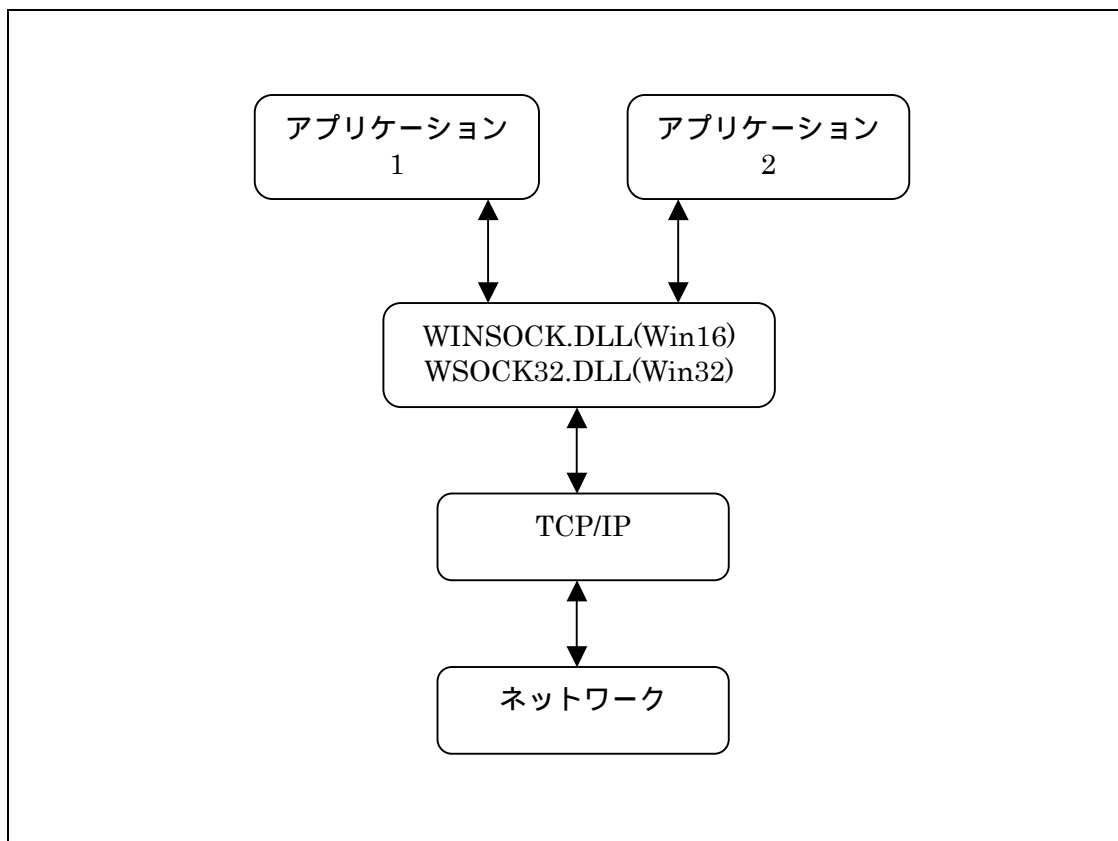 アプリケーション
1
アプリケーション
2
WINSOCK.DLL(Win16)
WSOCK32.DLL(Win32)
TCP/IP
ネットワーク